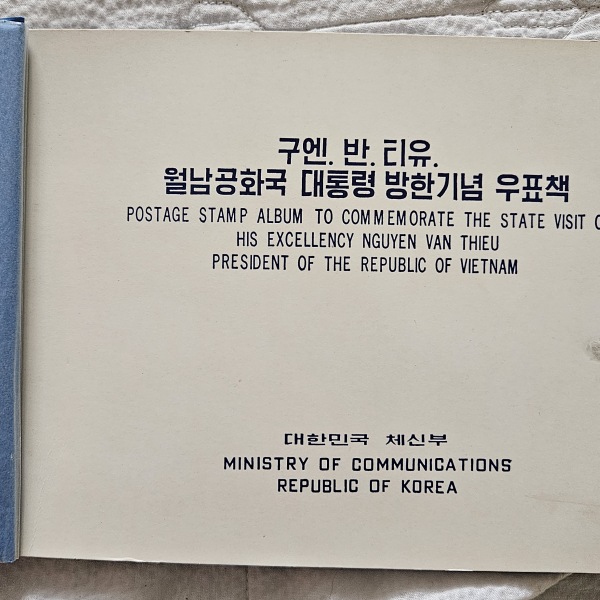 구엔. 반. 티유.
월남공화국 대통령 방한기념 우표책
POSTAGE STAMP ALBUM TO COMMEMORATE THE STATE VISIT
HIS EXCELLENCY NGUYEN VAN THIEU
PRESIDENT OF THE REPUBLIC OF VIETNAM
대한민국 체신부
MINISTRY OF COMMUNICATIONS
REPUBLIC OF KOREA